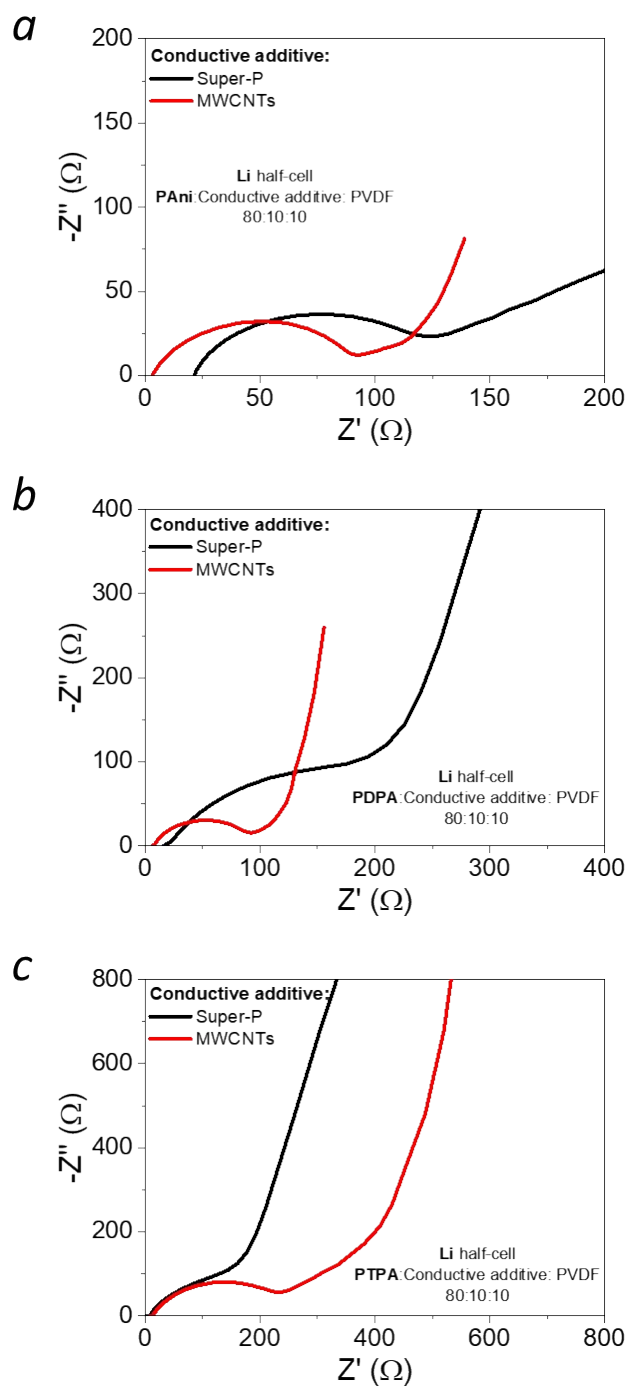 a
200
150
100
50
0
-Z'' (Ω)
Conductive additive:
Super-P
MWCNTs
Li half-cell
PAni:Conductive additive: PVDF
80:10:10
0
50
100
150
200
Z' (Ω)
b
400
300
200
100
0
-Z'' (Ω)
Conductive additive:
Super-P
MWCNTs
Li half-cell
PDPA:Conductive additive: PVDF
80:10:10
0
100
200
300
400
Z' (Ω)
c
800
600
400
200
0
-Z'' (Ω)
Conductive additive:
Super-P
MWCNTs
Li half-cell
PTPA:Conductive additive: PVDF
80:10:10
0
200
400
600
800
Z' (Ω)